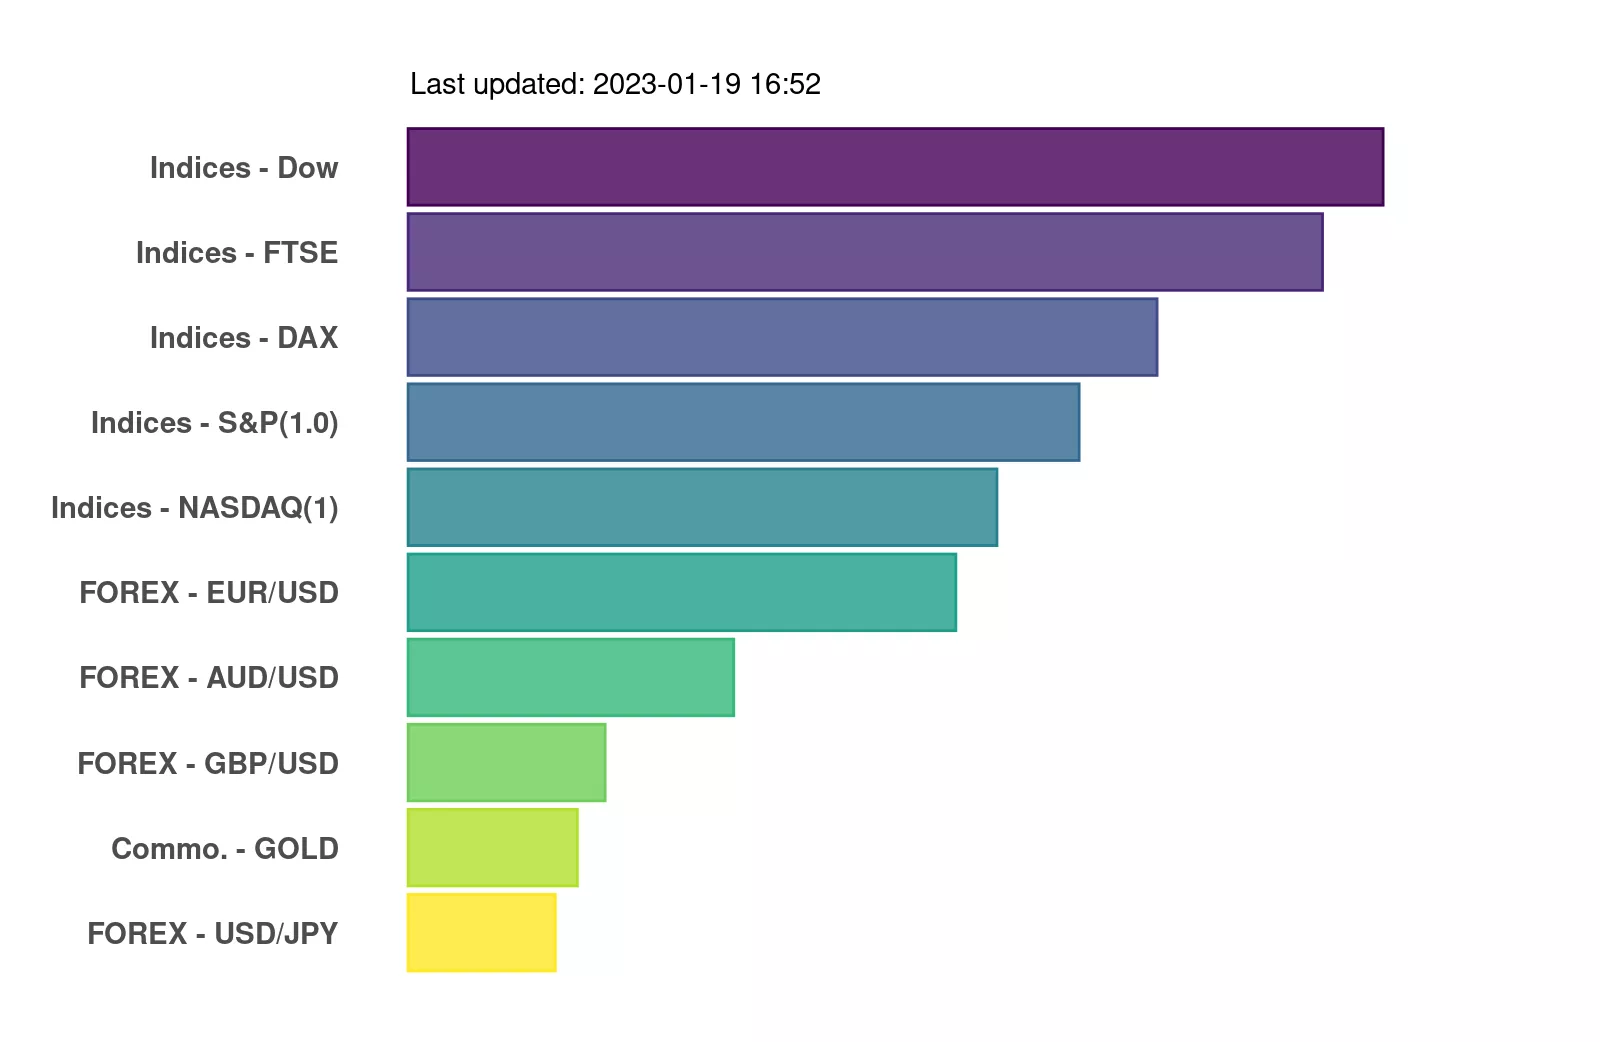 Last updated: 2023-01-19 16:52
Indices - Dow
Indices - FTSE
Indices - DAX
Indices - S&P(1.0)
Indices - NASDAQ(1)
FOREX - EUR/USD
FOREX - AUD/USD
FOREX - GBP/USD
Commo. - GOLD
FOREX - USD/JPY